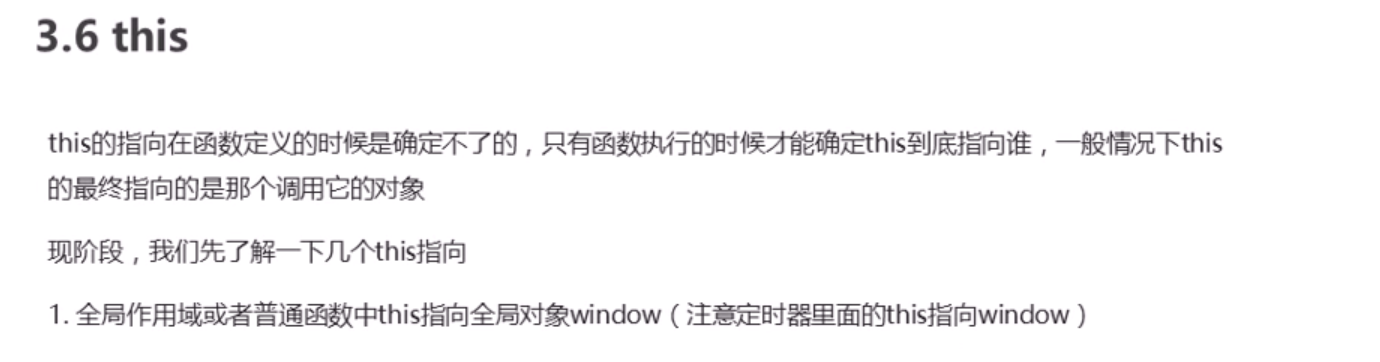 3.6 this
this的指向在函数定义的时候是确定不了的，只有函数执行的时候才能确定this到底指向谁，一般情况下this
的最终指向的是那个调用它的对象
现阶段，我们先了解一下几个this指向
1. 全局作用域或者普通函数中this指向全局对象window（注意定时器里面的this指向window）